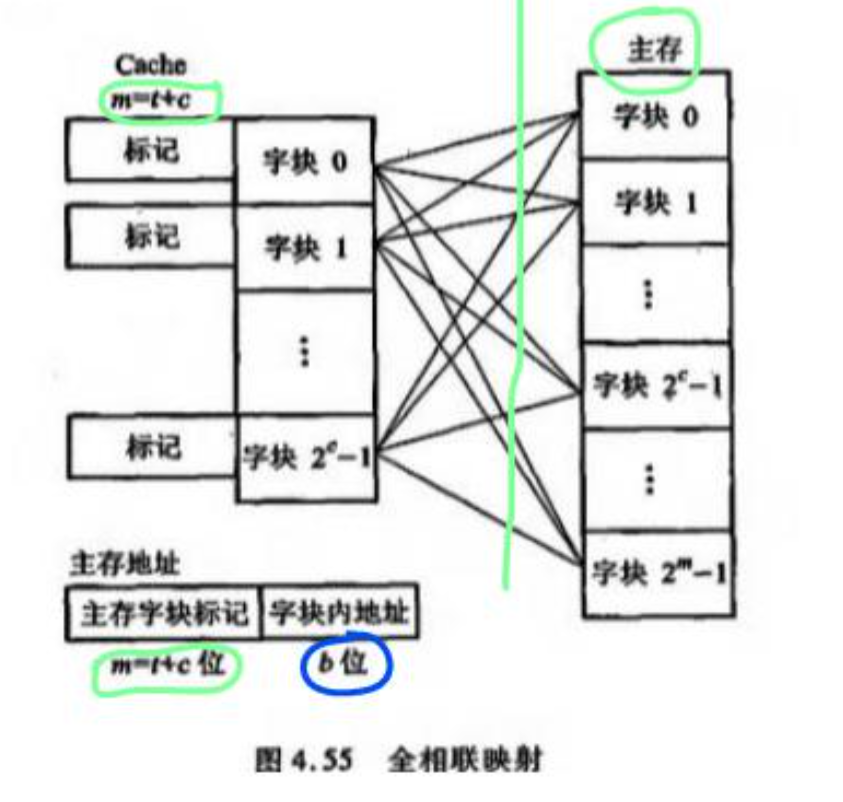 Cache
m=t+c
主存
标记
字块 0
字块 0
标记
字块 1
字块 1
⋮
⋮
字块 2^c-1
标记
字块 2^c-1
⋮
字块 2^m-1
主存地址
主存字块标记 字块内地址
m=t+c 位 b 位
图 4.55 全相联映射